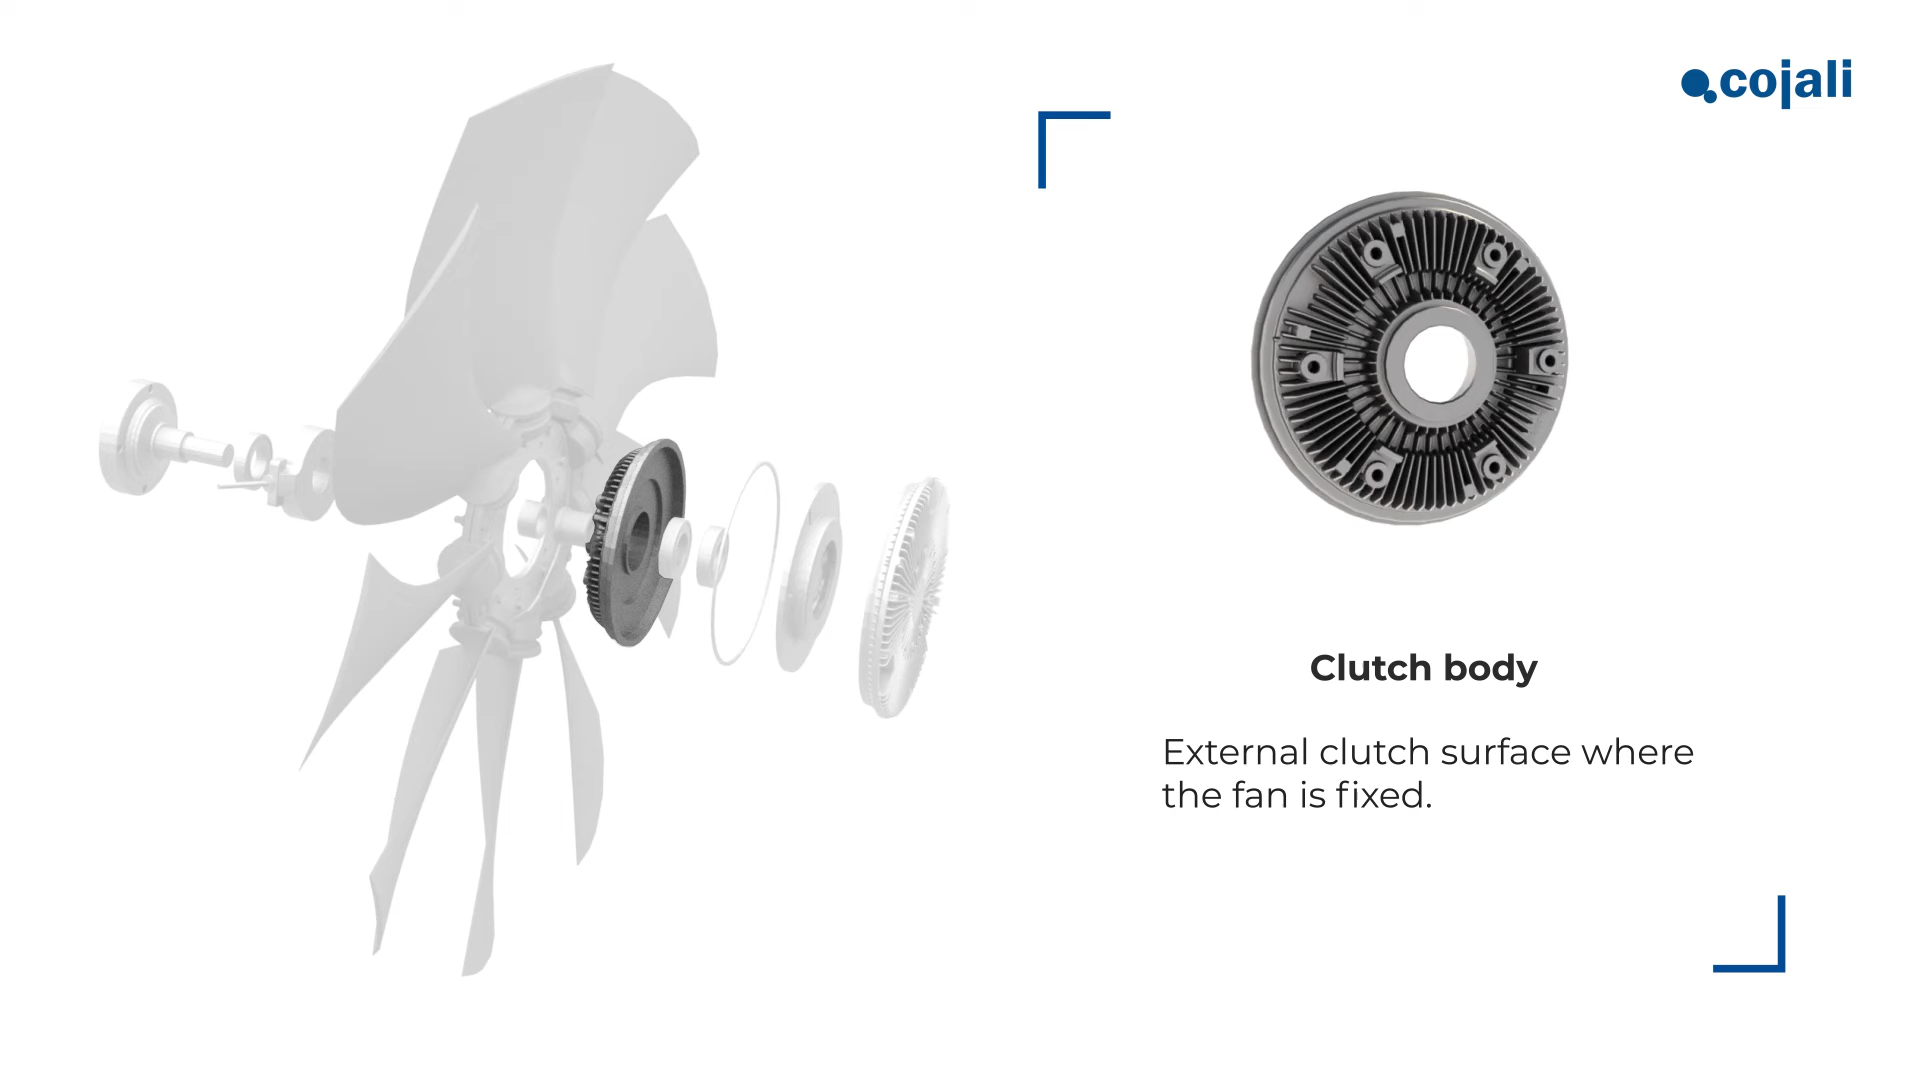 cojali
Clutch body
External clutch surface where
the fan is fixed.